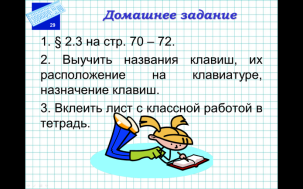 29
Домашнее задание
1. § 2.3 на стр. 70 – 72.
2. Выучить названия клавиш, их
расположение на клавиатуре,
назначение клавиш.
3. Вклеить лист с классной работой в
тетрадь.